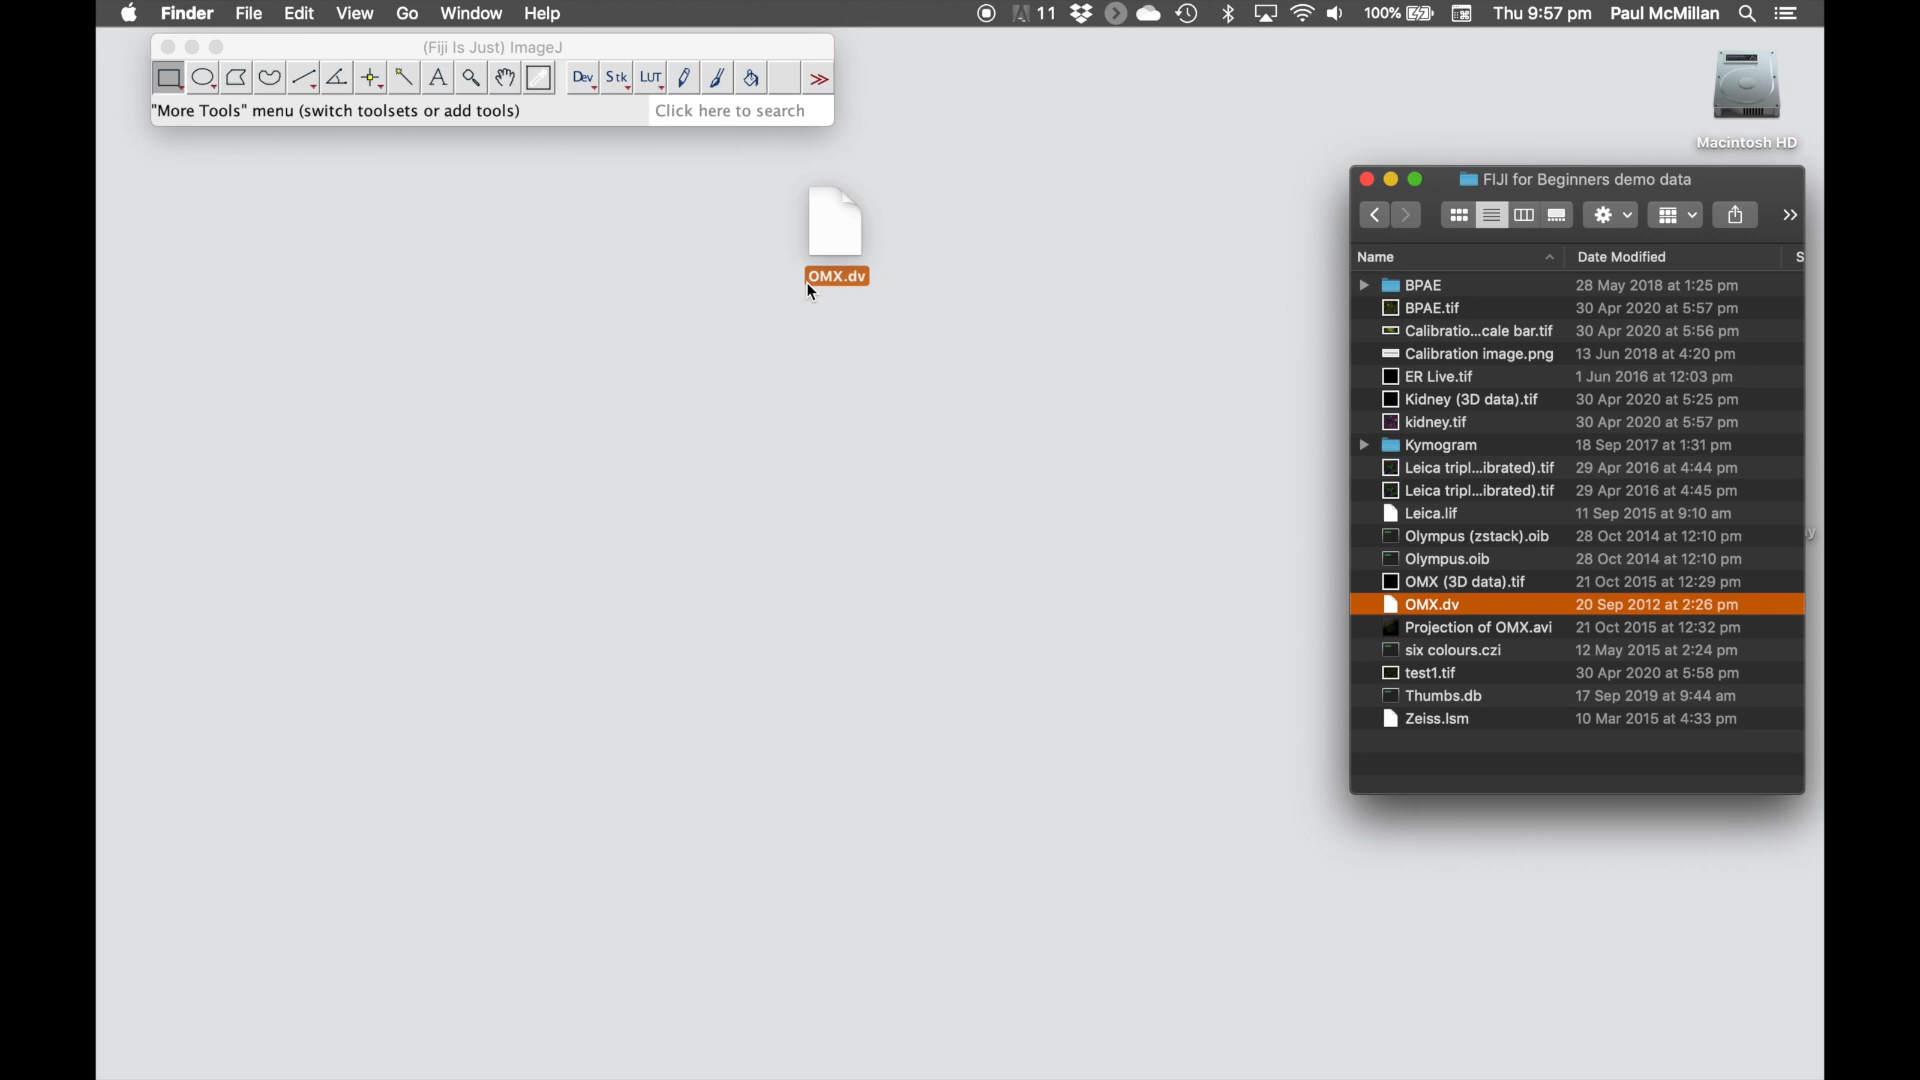 Finder File Edit View Go Window Help 11 100% Thu 9:57 pm Paul McMillan
(Fiji Is Just) ImageJ
Dev Stk LUT
"More Tools" menu (switch toolsets or add tools) Click here to search
Macintosh HD
OMX.dv
FIJI for Beginners demo data
Name Date Modified S
BPAE 28 May 2018 at 1:25 pm
BPAE.tif 30 Apr 2020 at 5:57 pm
Calibratio...cale bar.tif 30 Apr 2020 at 5:56 pm
Calibration image.png 13 Jun 2018 at 4:20 pm
ER Live.tif 1 Jun 2016 at 12:03 pm
Kidney (3D data).tif 30 Apr 2020 at 5:25 pm
kidney.tif 30 Apr 2020 at 5:57 pm
Kymogram 18 Sep 2017 at 1:31 pm
Leica tripl...ibrated).tif 29 Apr 2016 at 4:44 pm
Leica tripl...ibrated).tif 29 Apr 2016 at 4:45 pm
Leica.lif 11 Sep 2015 at 9:10 am
Olympus (zstack).oib 28 Oct 2014 at 12:10 pm
Olympus.oib 28 Oct 2014 at 12:10 pm
OMX (3D data).tif 21 Oct 2015 at 12:29 pm
OMX.dv 20 Sep 2012 at 2:26 pm
Projection of OMX.avi 21 Oct 2015 at 12:32 pm
six colours.czi 12 May 2015 at 2:24 pm
test1.tif 30 Apr 2020 at 5:58 pm
Thumbs.db 17 Sep 2019 at 9:44 am
Zeiss.lsm 10 Mar 2015 at 4:33 pm